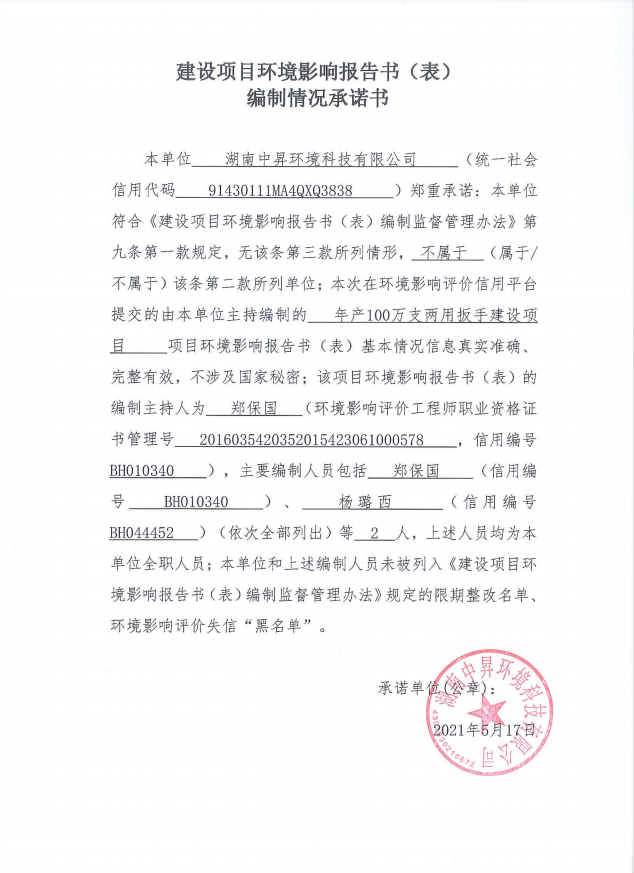 建设项目环境影响报告书（表）
编制情况承诺书
本单位 湖南中昇环境科技有限公司 （统一社会
信用代码 91430111MA4QXQ3838 ）郑重承诺：本单位
符合《建设项目环境影响报告书（表）编制监督管理办法》第
九条第一款规定，无该条第三款所列情形，不属于 （属于/
不属于）该条第二款所列单位；本次在环境影响评价信用平台
提交的由本单位主持编制的 年产100万支两用扳手建设项
目 项目环境影响报告书（表）基本情况信息真实准确、
完整有效，不涉及国家秘密；该项目环境影响报告书（表）的
编制主持人为 郑保国 （环境影响评价工程师职业资格证
书管理号 2016035420352015423061000578 ，信用编号
BH010340 ），主要编制人员包括 郑保国 （信用编
号 BH010340 ）、 杨璐西 （信用编号
BH044452 ）（依次全部列出）等 2 人，上述人员均为本
单位全职人员；本单位和上述编制人员未被列入《建设项目环
境影响报告书（表）编制监督管理办法》规定的限期整改名单、
环境影响评价失信“黑名单”。
承诺单位(公章)：
2021年5月17日
湖南中昇环境科技有限公司